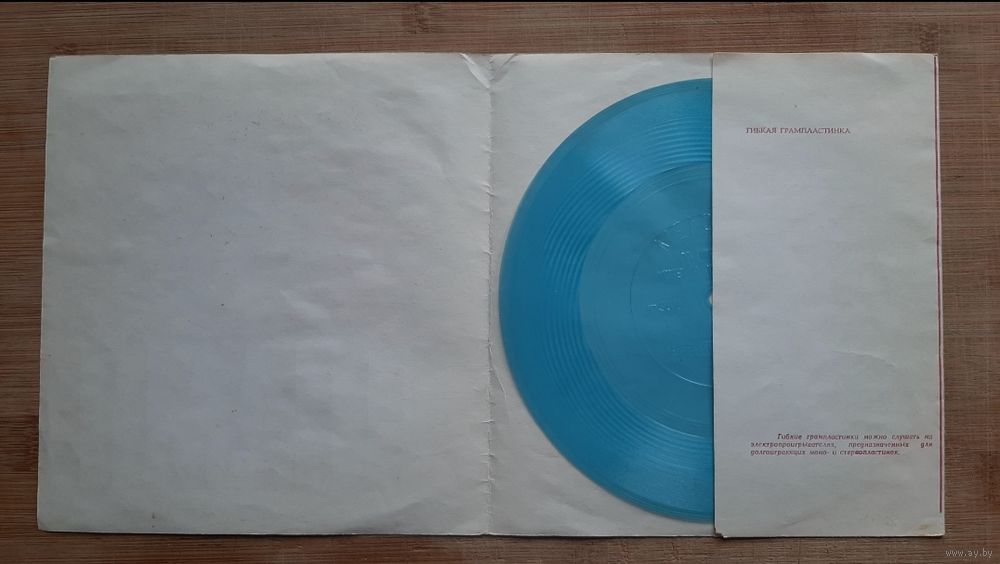 ГИБКАЯ ГРАМПЛАСТИНКА
Гибкие грампластинки можно слушать на
электропроигрывателях, предназначенных для
долгоиграющих моно- и стереопластинок.
www.ay.by